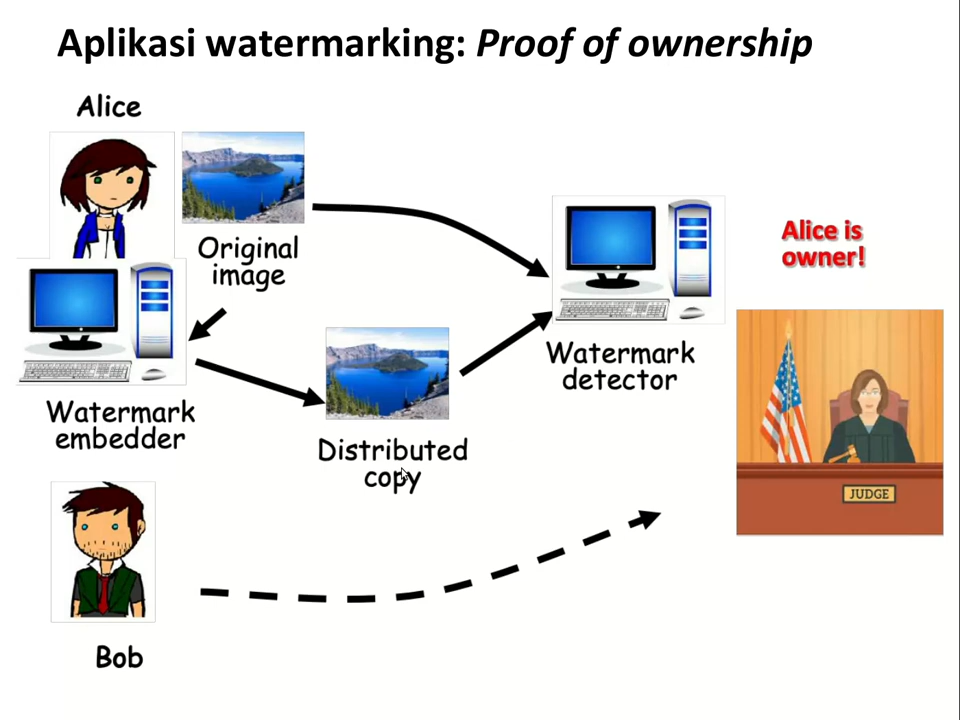 Aplikasi watermarking: Proof of ownership
Alice
Original
image
Alice is
owner!
Watermark
detector
Watermark
embedder
Distributed
copy
JUDGE
Bob